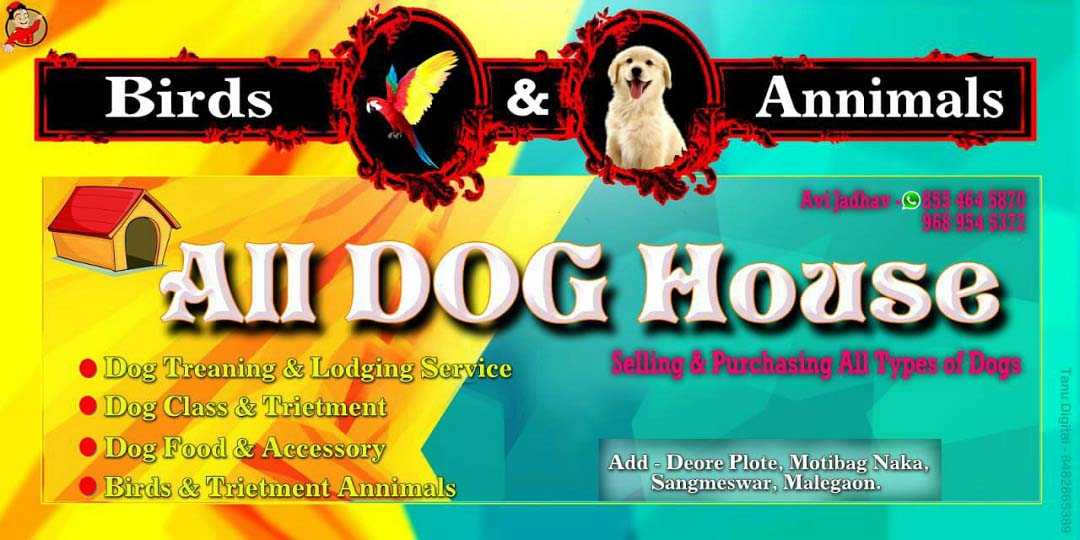 Birds & Annimals
Avi Jadhav - 855 464 5870
968 954 5372
All DOG House
Dog Treaning & Lodging Service
Dog Class & Trietment
Dog Food & Accessory
Birds & Trietment Annimals
Selling & Purchasing All Types of Dogs
Add - Deore Plote, Motibag Naka,
Sangmeswar, Malegaon.
Tanu Digital - 8482865389